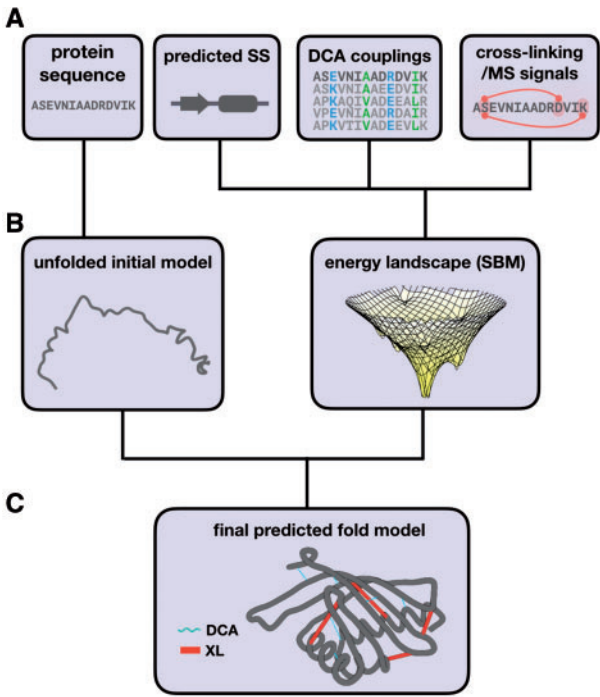 A
protein
sequence
ASEVNIAADRDVIK
predicted SS
DCA couplings
ASEVNIAADRDVIK
ASKVNIAAEEDVIK
APKAQIVADEEALR
VPEVNIAADRDAIR
APKVTIVADEEVLK
cross-linking
/MS signals
ASEVNIAADRDVIK
B
unfolded initial model
energy landscape (SBM)
C
final predicted fold model
DCA
XL